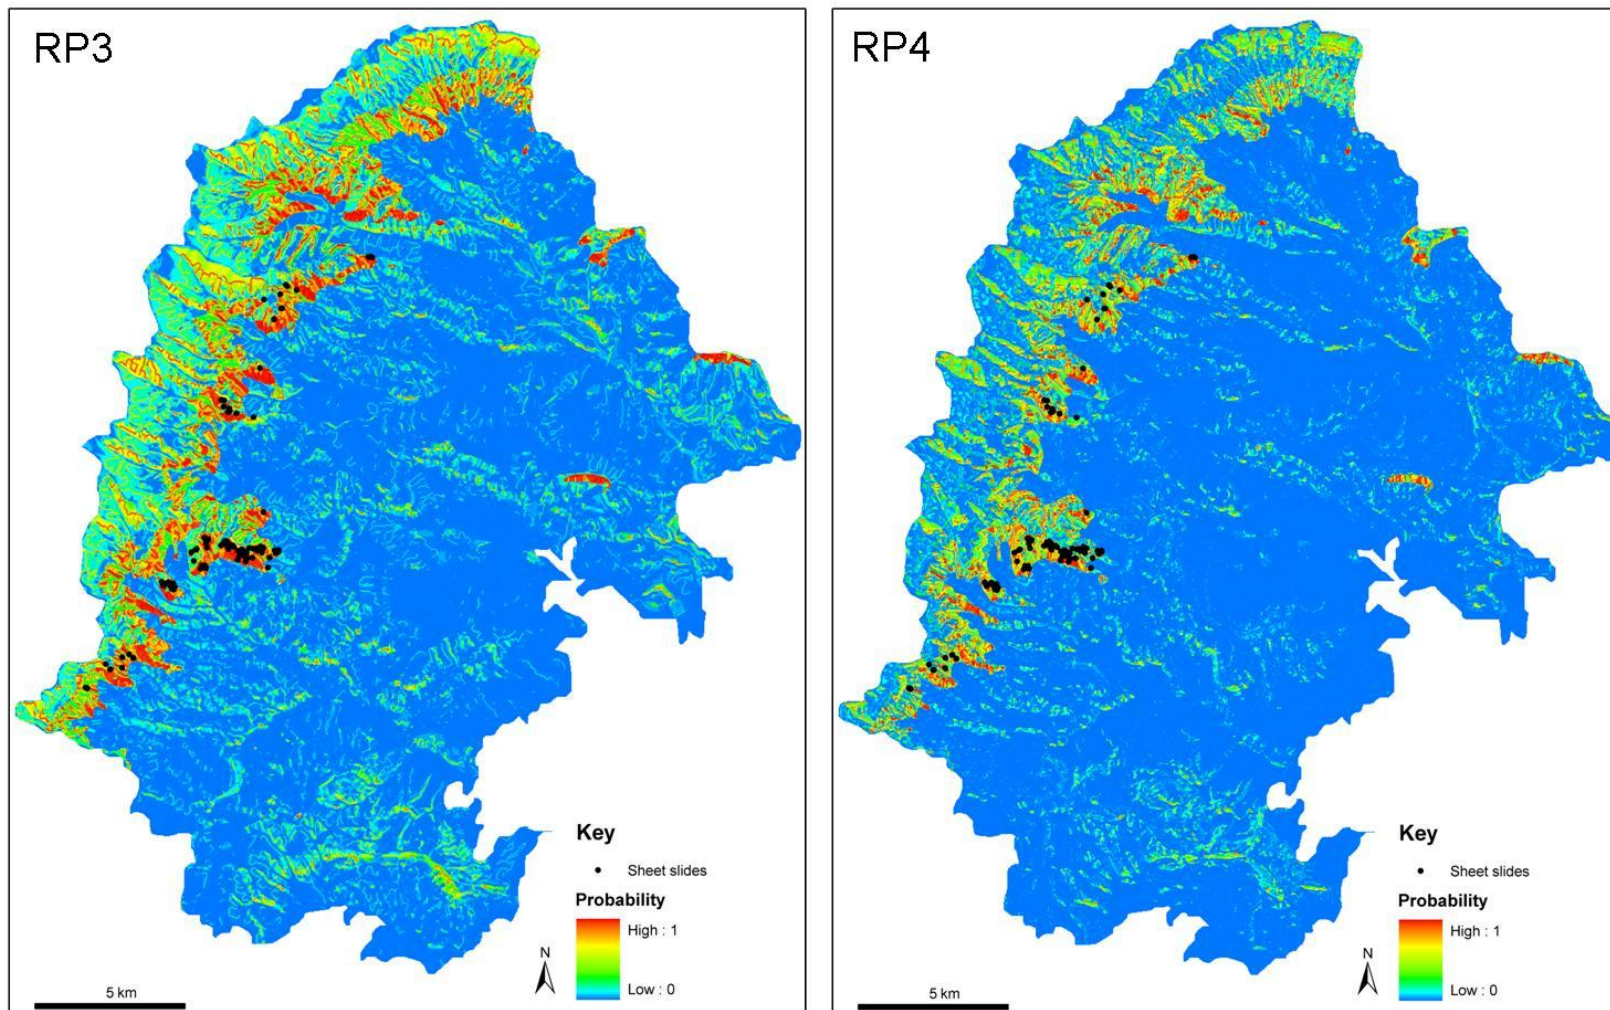 RP3
Key
Sheet slides
Probability
High : 1
Low : 0
N
5 km
RP4
Key
Sheet slides
Probability
High : 1
Low : 0
N
5 km